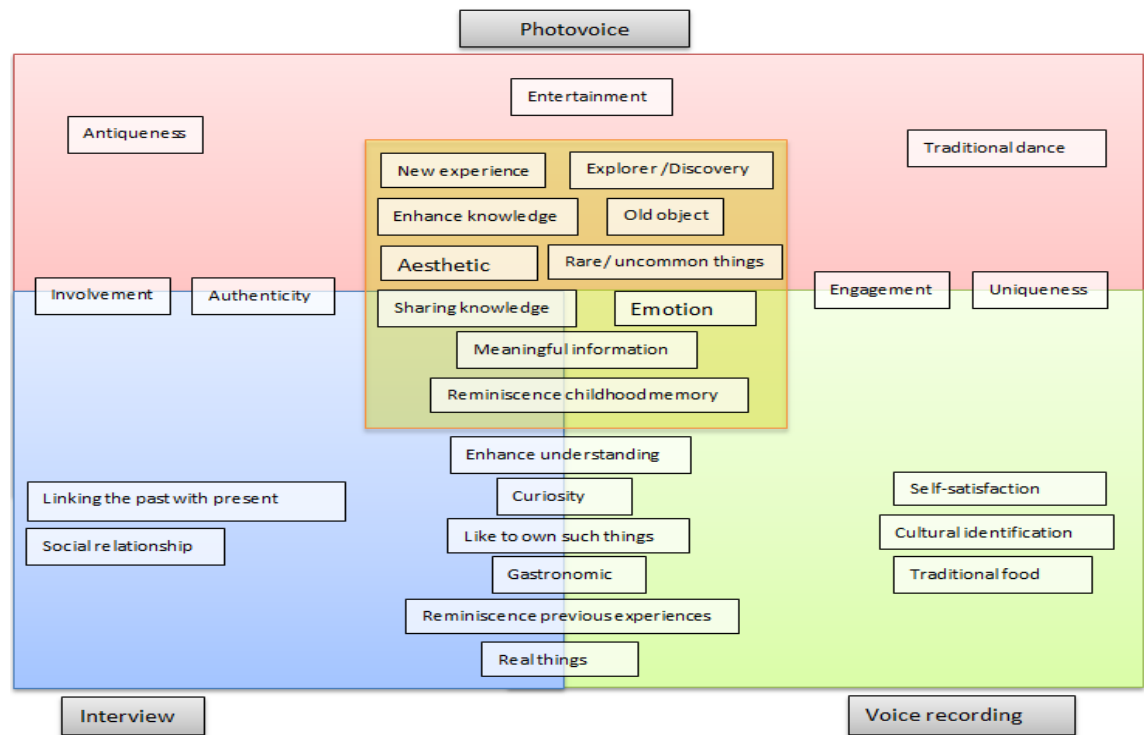 Photovoice
Entertainment
Antiqueness
Traditional dance
New experience
Explorer /Discovery
Enhance knowledge
Old object
Aesthetic
Rare/ uncommon things
Involvement
Authenticity
Sharing knowledge
Emotion
Engagement
Uniqueness
Meaningful information
Reminiscence childhood memory
Enhance understanding
Linking the past with present
Curiosity
Self-satisfaction
Social relationship
Like to own such things
Cultural identification
Gastronomic
Traditional food
Reminiscence previous experiences
Real things
Interview
Voice recording